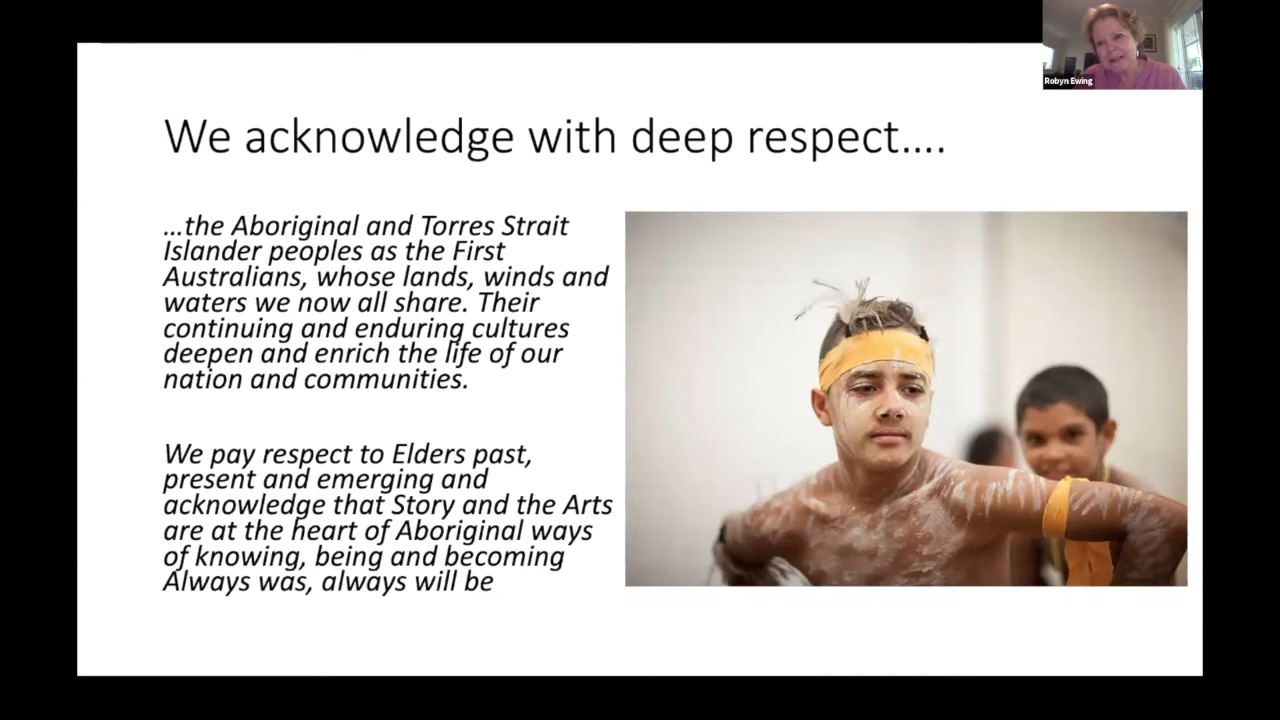 Robyn Ewing
We acknowledge with deep respect....
...the Aboriginal and Torres Strait
Islander peoples as the First
Australians, whose lands, winds and
waters we now all share. Their
continuing and enduring cultures
deepen and enrich the life of our
nation and communities.
We pay respect to Elders past,
present and emerging and
acknowledge that Story and the Arts
are at the heart of Aboriginal ways
of knowing, being and becoming
Always was, always will be